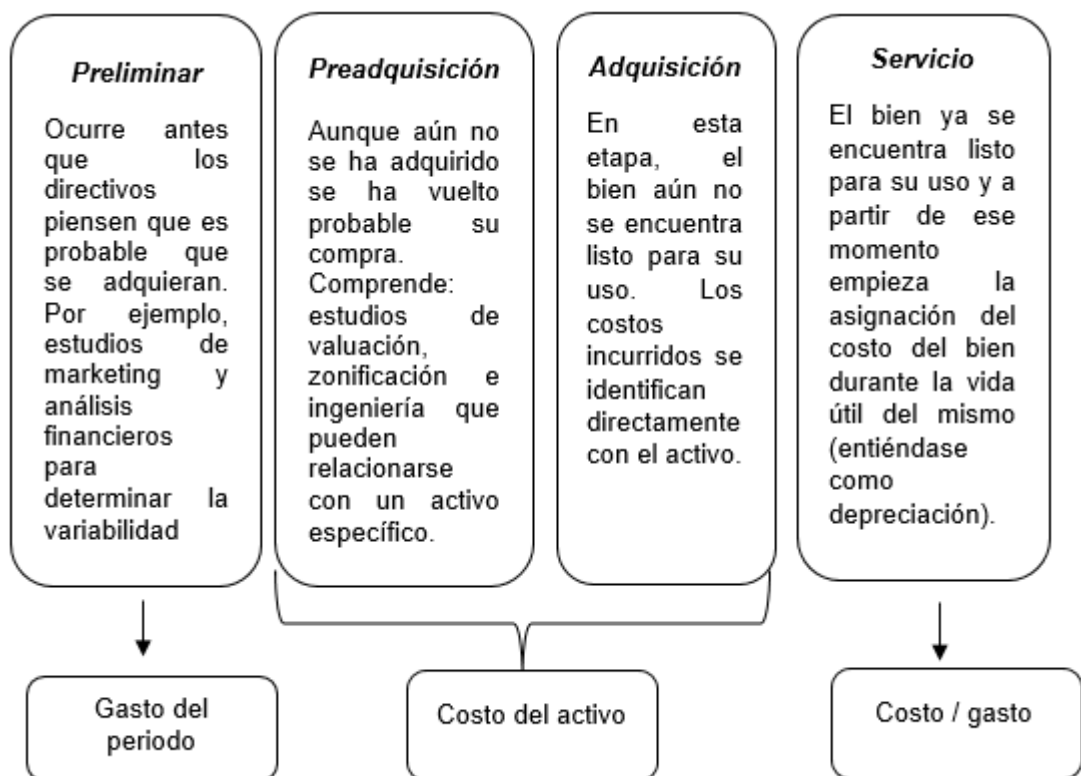 Preliminar
Ocurre antes
que los
directivos
piensen que es
probable que
se adquieran.
Por ejemplo,
estudios de
marketing y
análisis
financieros
para
determinar la
variabilidad
Preadquisición
Aunque aún no
se ha adquirido
se ha vuelto
probable su
compra.
Comprende:
estudios de
valuación,
zonificación e
ingeniería que
pueden
relacionarse
con un activo
específico.
Adquisición
En esta
etapa, el
bien aún no
se encuentra
listo para su
uso. Los
costos
incurridos se
identifican
directamente
con el activo.
Servicio
El bien ya se
encuentra listo
para su uso y a
partir de ese
momento
empieza la
asignación del
costo del bien
durante la vida
útil del mismo
(entiéndase
como
depreciación).
Gasto del
periodo
Costo del activo
Costo / gasto